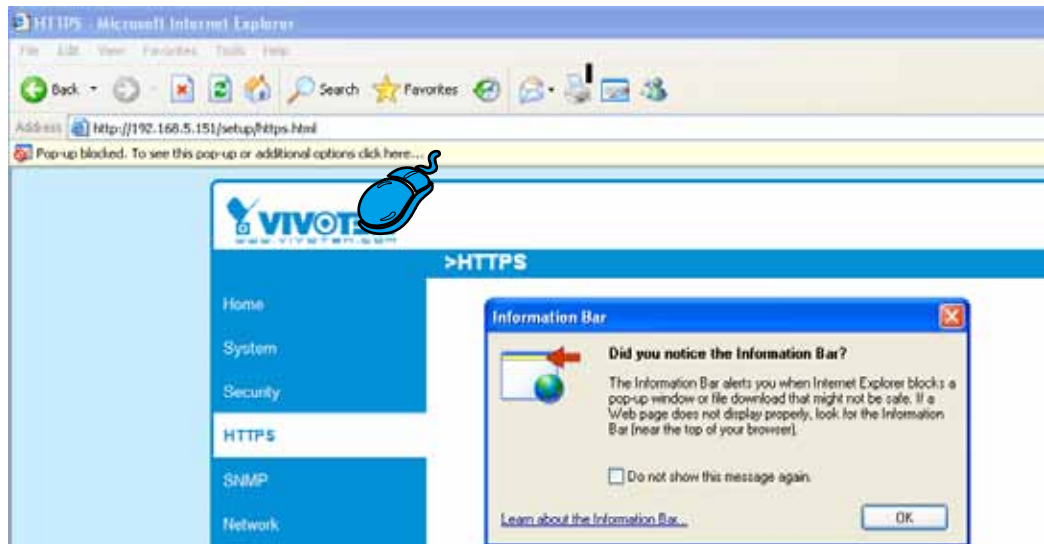 HTTPS - Microsoft Internet Explorer
File Edit View Favorites Tools Help
Back Search Favorites
Address http://192.168.5.151/setup/https.html
Pop-up blocked. To see this pop-up or additional options click here...
VIVOTEK
www.vivotek.com
>HTTPS
Home
System
Security
HTTPS
SNMP
Network
Information Bar
Did you notice the Information Bar?
The Information Bar alerts you when Internet Explorer blocks a
pop-up window or file download that might not be safe. If a
Web page does not display properly, look for the Information
Bar (near the top of your browser).
Do not show this message again.
Learn about the Information Bar...
OK